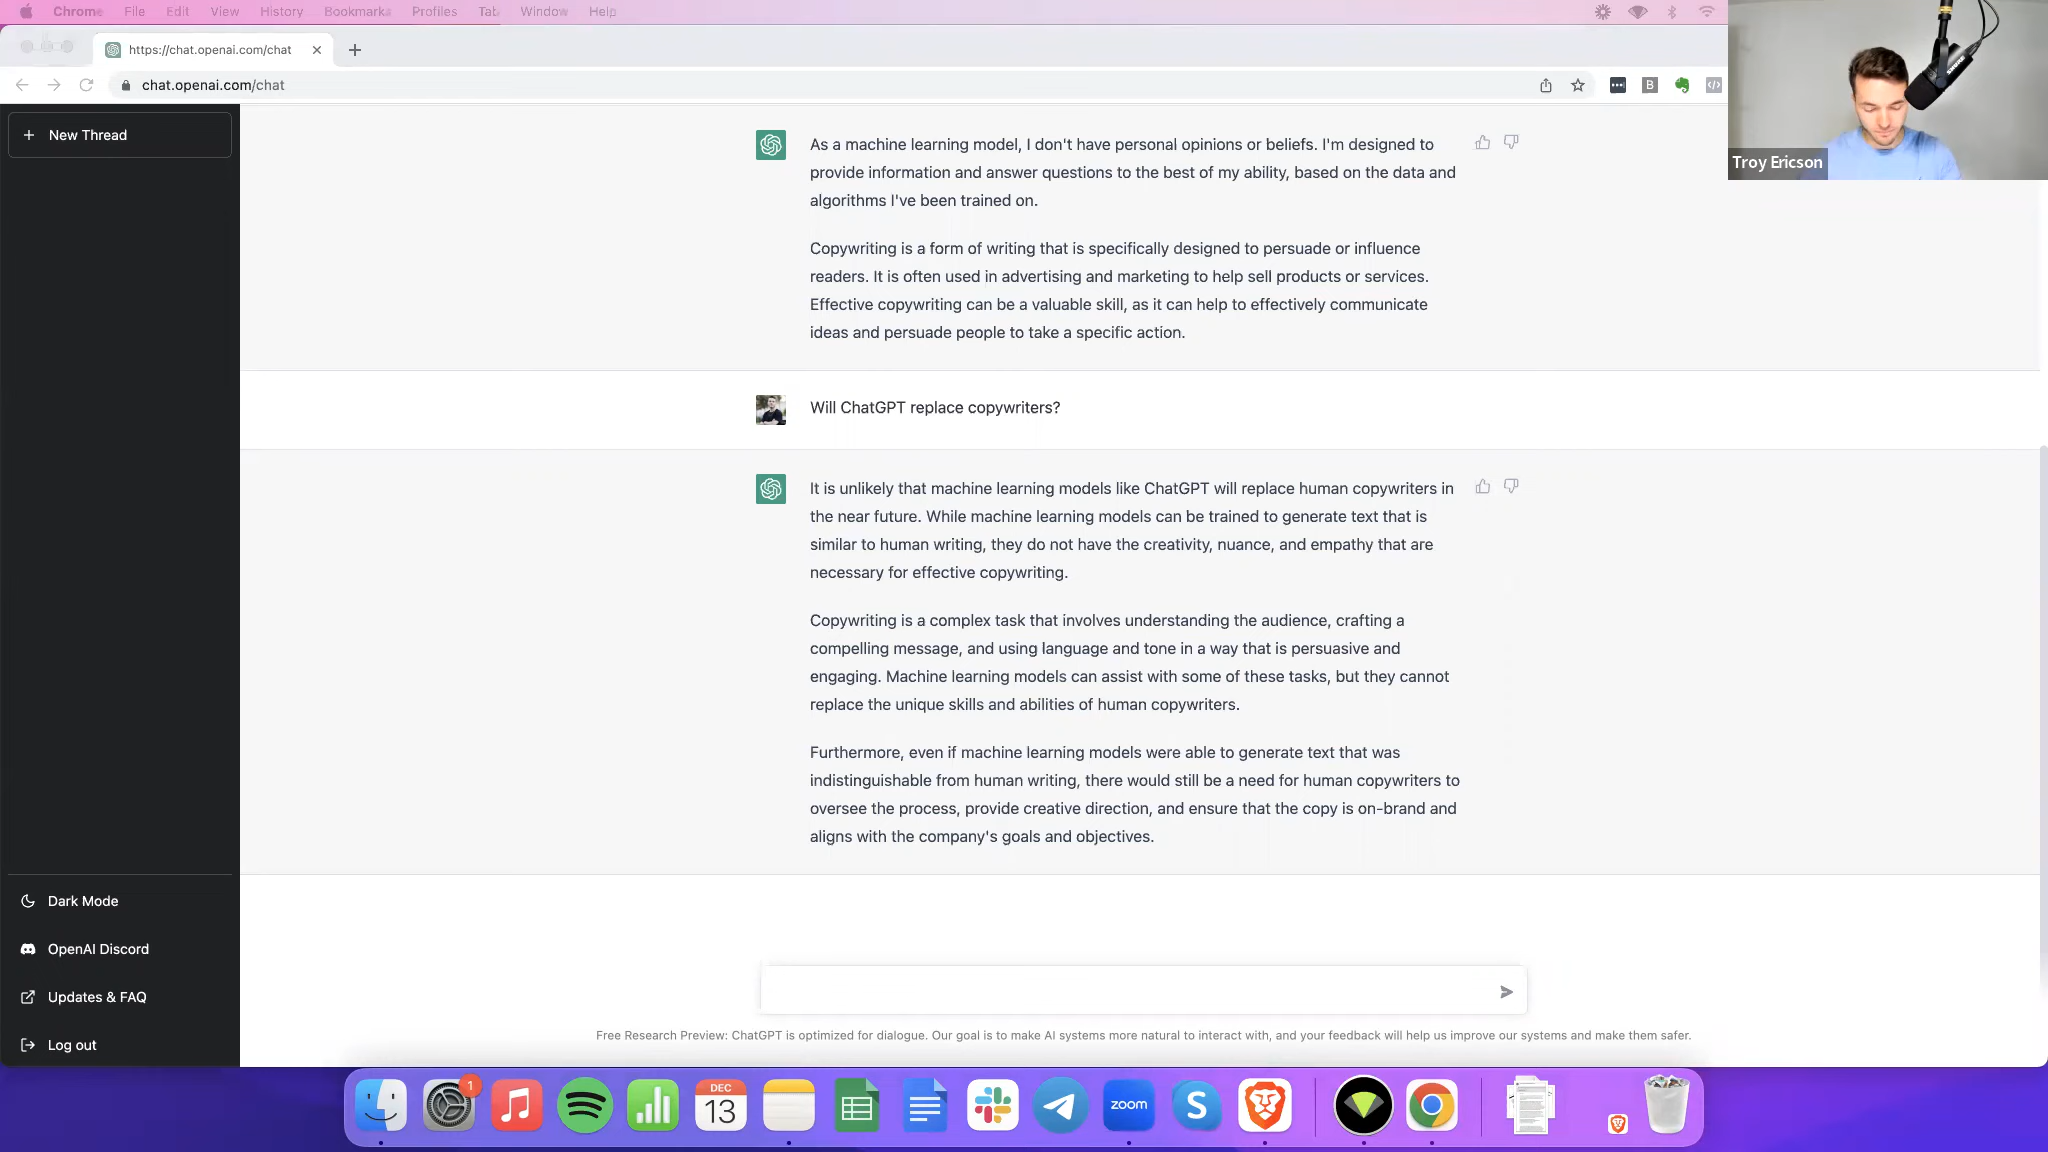 Chrome File Edit View History Bookmarks Profiles Tab Window Help
https://chat.openai.com/chat
chat.openai.com/chat
B
Troy Ericson
New Thread
As a machine learning model, I don't have personal opinions or beliefs. I'm designed to
provide information and answer questions to the best of my ability, based on the data and
algorithms I've been trained on.
Copywriting is a form of writing that is specifically designed to persuade or influence
readers. It is often used in advertising and marketing to help sell products or services.
Effective copywriting can be a valuable skill, as it can help to effectively communicate
ideas and persuade people to take a specific action.
Will ChatGPT replace copywriters?
It is unlikely that machine learning models like ChatGPT will replace human copywriters in
the near future. While machine learning models can be trained to generate text that is
similar to human writing, they do not have the creativity, nuance, and empathy that are
necessary for effective copywriting.
Copywriting is a complex task that involves understanding the audience, crafting a
compelling message, and using language and tone in a way that is persuasive and
engaging. Machine learning models can assist with some of these tasks, but they cannot
replace the unique skills and abilities of human copywriters.
Furthermore, even if machine learning models were able to generate text that was
indistinguishable from human writing, there would still be a need for human copywriters to
oversee the process, provide creative direction, and ensure that the copy is on-brand and
aligns with the company's goals and objectives.
Dark Mode
OpenAI Discord
Updates & FAQ
Log out
Free Research Preview: ChatGPT is optimized for dialogue. Our goal is to make AI systems more natural to interact with, and your feedback will help us improve our systems and make them safer.
1
DEC
13
zoom
S